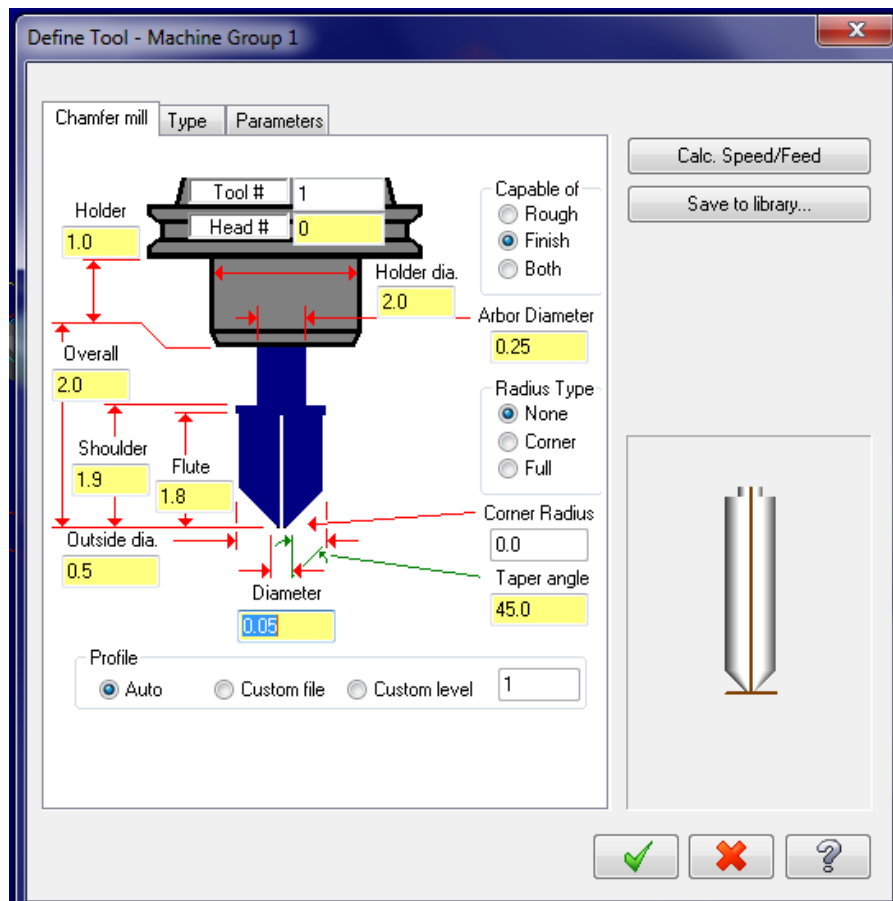 Define Tool - Machine Group 1
x
Chamfer mill Type Parameters
Calc. Speed/Feed
Save to library...
Tool # 1
Head # 0
Holder
1.0
Capable of
Rough
Finish
Both
Holder dia.
2.0
Arbor Diameter
0.25
Overall
2.0
Radius Type
None
Corner
Full
Shoulder
1.9
Flute
1.8
Corner Radius
0.0
Outside dia.
0.5
Taper angle
45.0
Diameter
0.05
Profile
Auto Custom file Custom level 1
?